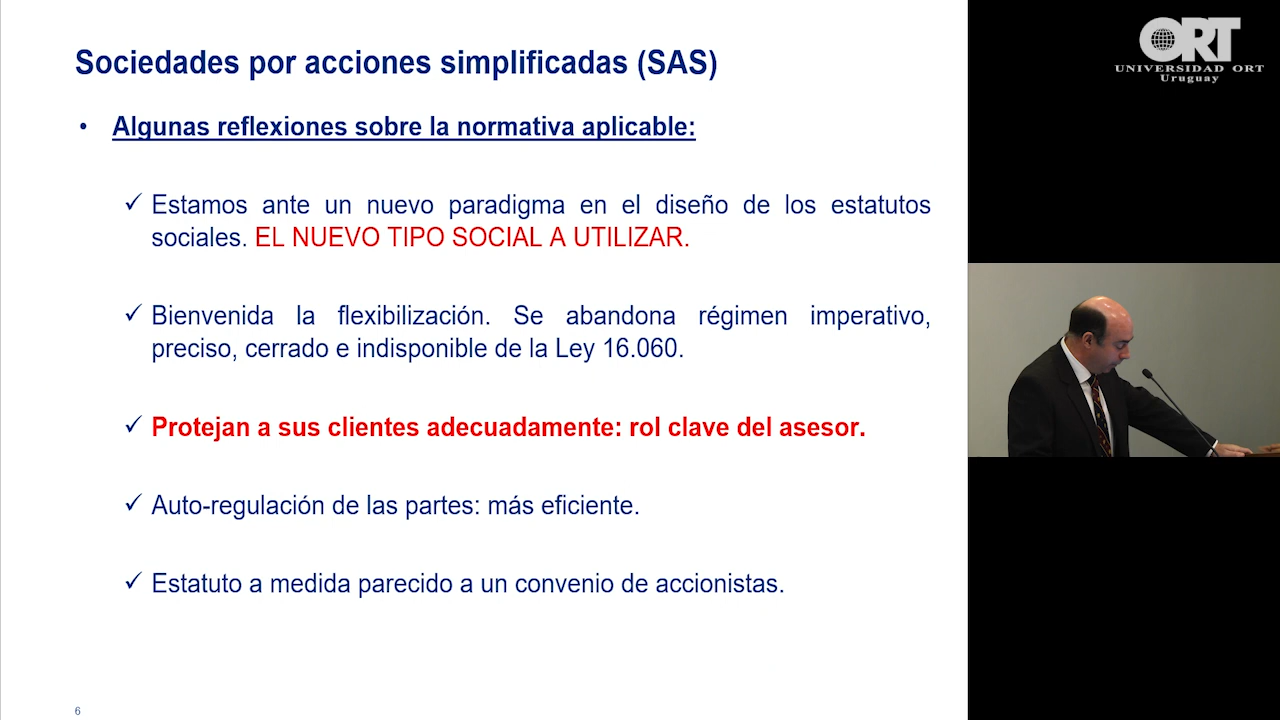 Sociedades por acciones simplificadas (SAS)
• Algunas reflexiones sobre la normativa aplicable:
✓ Estamos ante un nuevo paradigma en el diseño de los estatutos
sociales. EL NUEVO TIPO SOCIAL A UTILIZAR.
✓ Bienvenida la flexibilización. Se abandona régimen imperativo,
preciso, cerrado e indisponible de la Ley 16.060.
✓ Protejan a sus clientes adecuadamente: rol clave del asesor.
✓ Auto-regulación de las partes: más eficiente.
✓ Estatuto a medida parecido a un convenio de accionistas.
6
ORT
UNIVERSIDAD ORT
Uruguay